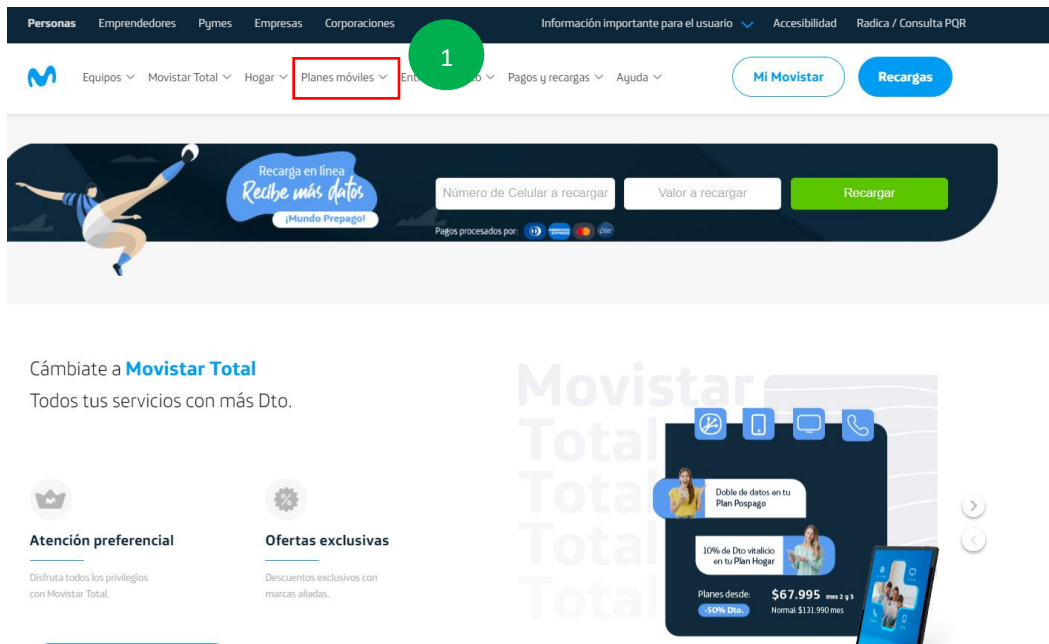 Personas Emprendedores Pymes Empresas Corporaciones Información importante para el usuario Accesibilidad Radica / Consulta PQR
1
Equipos Movistar Total Hogar Planes móviles Pagos y recargas Ayuda Mi Movistar Recargas
Recarga en línea
Recibe más datos
¡Mundo Prepago!
Número de Celular a recargar Valor a recargar Recargar
Pagos procesados por:
Cámbiate a Movistar Total
Todos tus servicios con más Dto.
Movistar
Total
Total
Total
Total
Total
Doble de datos en tu
Plan Pospago
10% de Dto vitalicio
en tu Plan Hogar
Planes desde: $67.995 mes 2 y 3
-50% Dto. Normal: $131.990 mes
Atención preferencial
Disfruta todos los privilegios
con Movistar Total.
Ofertas exclusivas
Descuentos exclusivos con
marcas aliadas.